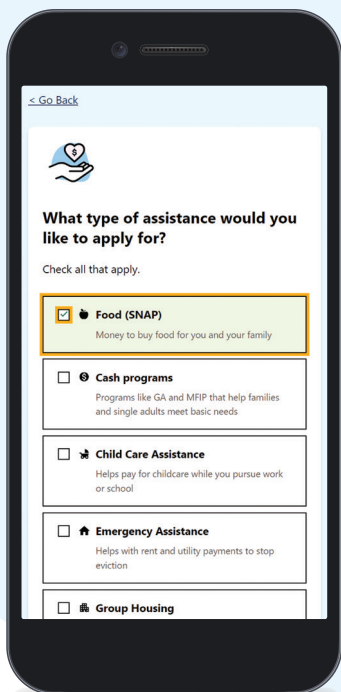 < Go Back
What type of assistance would you
like to apply for?
Check all that apply.
Food (SNAP)
Money to buy food for you and your family
Cash programs
Programs like GA and MFIP that help families
and single adults meet basic needs
Child Care Assistance
Helps pay for childcare while you pursue work
or school
Emergency Assistance
Helps with rent and utility payments to stop
eviction
Group Housing